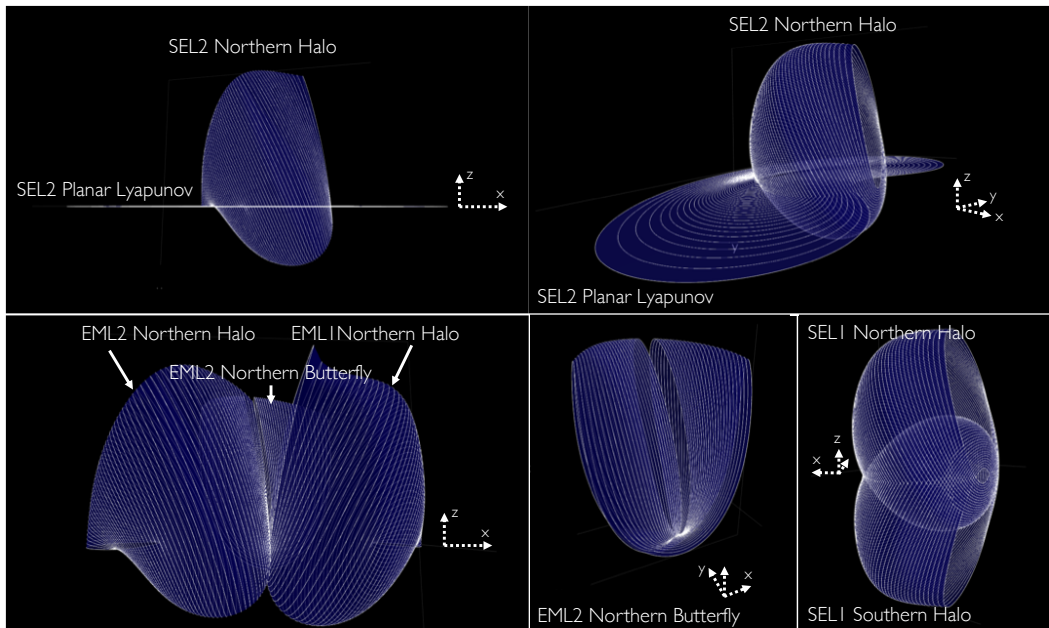 SEL2 Northern Halo
SEL2 Planar Lyapunov
z
x
SEL2 Northern Halo
z
y
x
y
SEL2 Planar Lyapunov
EML2 Northern Halo
EML1Northern Halo
EML2 Northern Butterfly
z
x
y
x
EML2 Northern Butterfly
SEL1 Northern Halo
z
x
SEL1 Southern Halo